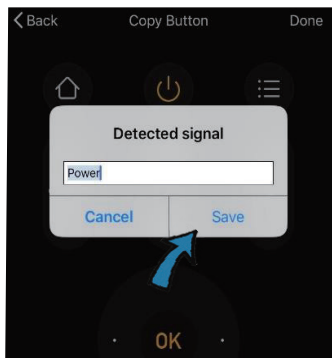 Back Copy Button Done
Detected signal
Power
Cancel Save
OK